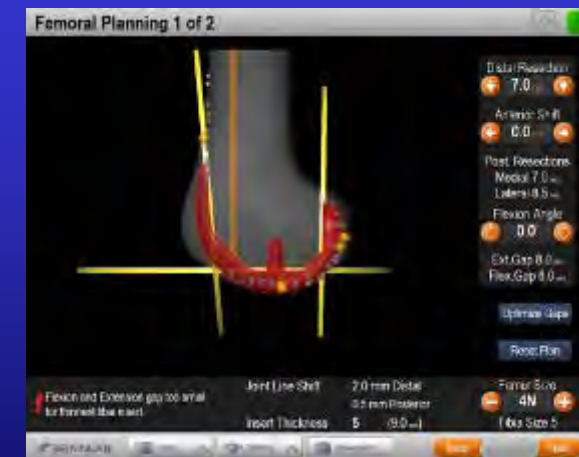 Femoral Planning 1 of 2
Distal Resection
7.0
Anterior Shift
0.0
Post. Resections
Medial 7.0
Lateral 8.5
Flexion Angle
0.0
Ext. Gap 8.0
Flex. Gap 8.0
Optimize Gaps
Reset Plan
Flexion and Extension gap too small
for thinnest tibia insert.
Joint Line Shift 2.0 mm Distal
0.5 mm Posterior
Insert Thickness 5 (9.0
Femur Size
4N
Tibia Size 5